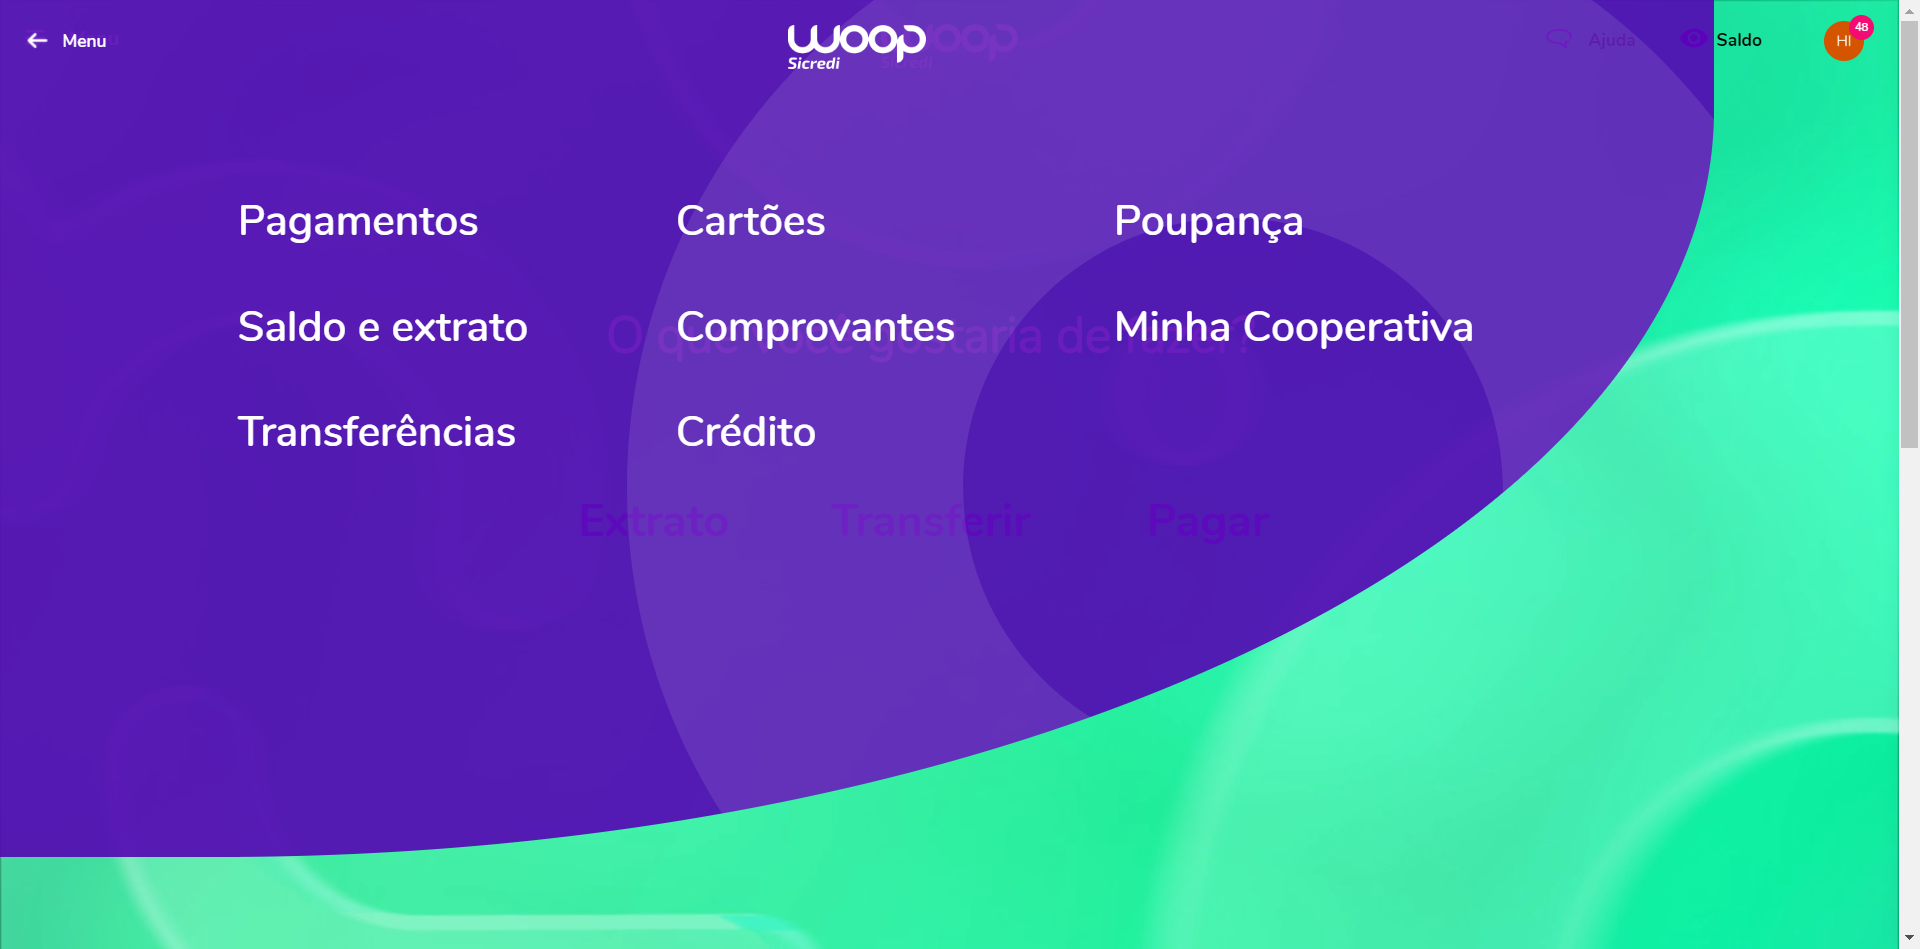 Menu
woop
Sicredi
Ajuda
Saldo
HI
48
Pagamentos
Cartões
Poupança
Saldo e extrato
Comprovantes
Minha Cooperativa
O que você gostaria de fazer?
Transferências
Crédito
Extrato
Transferir
Pagar